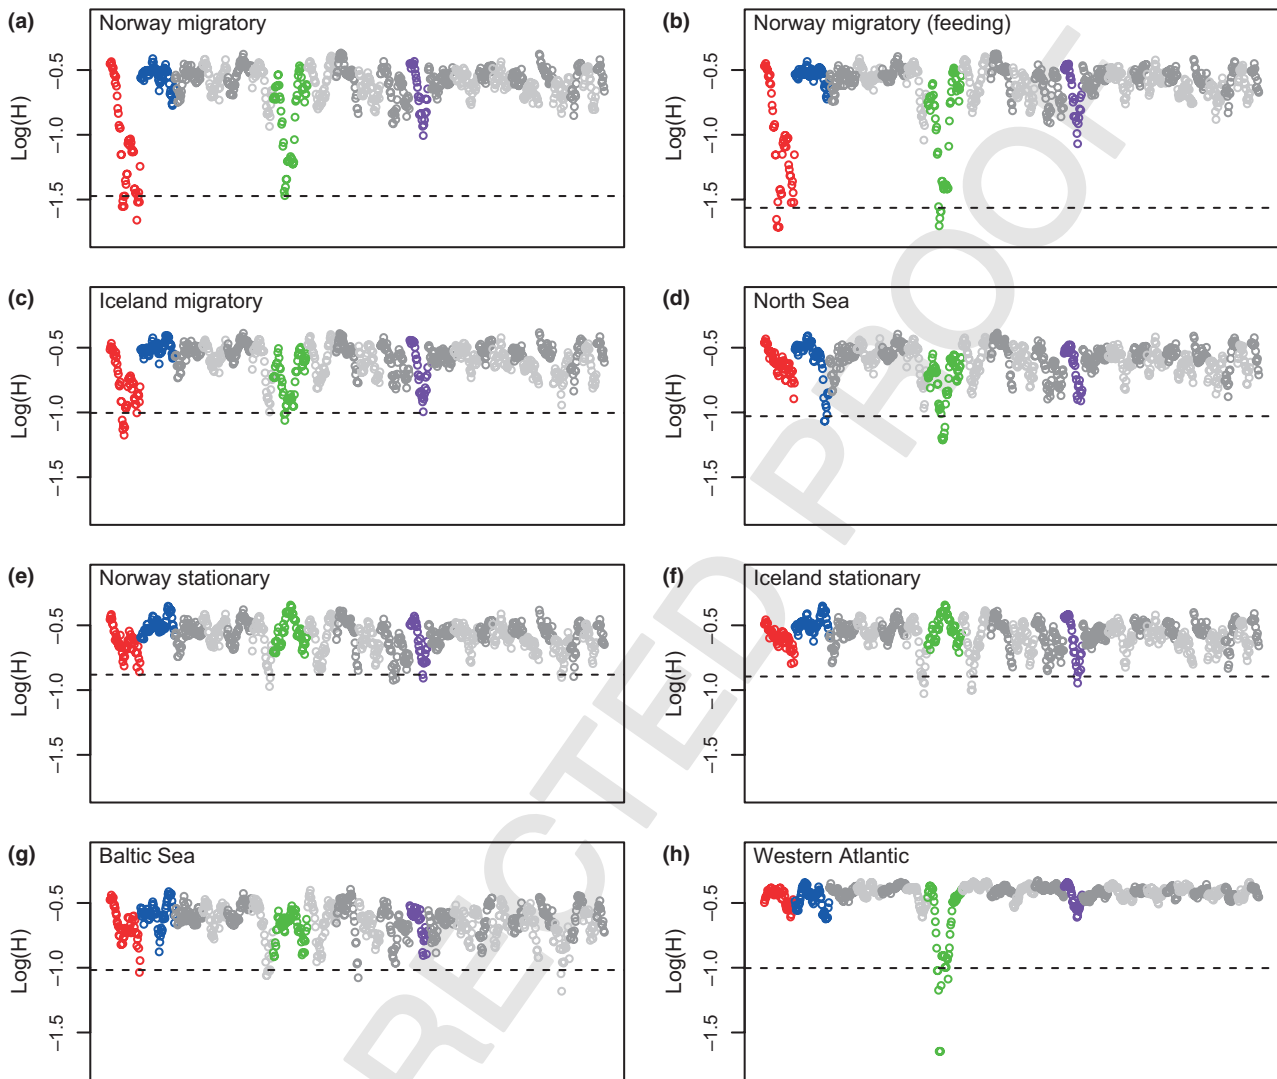 (a) Norway migratory
Log(H)
−0.5
−1.0
−1.5
(b) Norway migratory (feeding)
Log(H)
−0.5
−1.0
−1.5
(c) Iceland migratory
Log(H)
−0.5
−1.0
−1.5
(d) North Sea
Log(H)
−0.5
−1.0
−1.5
(e) Norway stationary
Log(H)
−0.5
−1.0
−1.5
(f) Iceland stationary
Log(H)
−0.5
−1.0
−1.5
(g) Baltic Sea
Log(H)
−0.5
−1.0
−1.5
(h) Western Atlantic
Log(H)
−0.5
−1.0
−1.5
RECTED PROOF